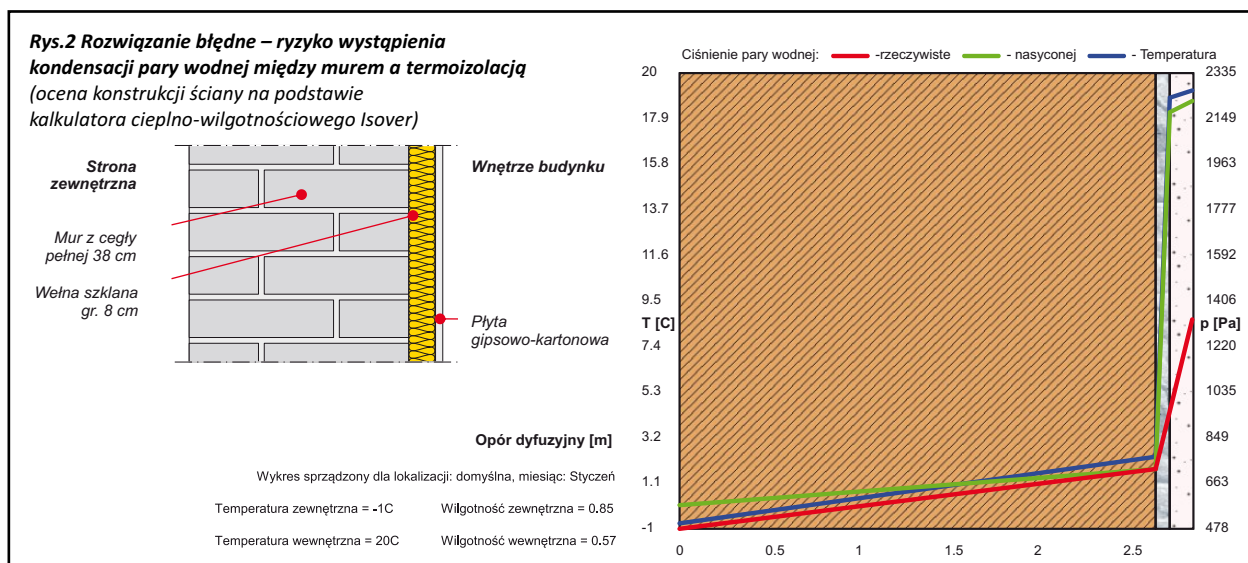 Rys.2 Rozwiązanie błędne – ryzyko wystąpienia
kondensacji pary wodnej między murem a termoizolacją
(ocena konstrukcji ściany na podstawie
kalkulatora cieplno-wilgotnościowego Isover)
Strona
zewnętrzna
Wnętrze budynku
Mur z cegły
pełnej 38 cm
Wełna szklana
gr. 8 cm
Płyta
gipsowo-kartonowa
Opór dyfuzyjny [m]
Wykres sprządzony dla lokalizacji: domyślna, miesiąc: Styczeń
Temperatura zewnętrzna = -1C
Wilgotność zewnętrzna = 0.85
Temperatura wewnętrzna = 20C
Wilgotność wewnętrzna = 0.57
Ciśnienie pary wodnej: -rzeczywiste - nasyconej - Temperatura
20
17.9
15.8
13.7
11.6
9.5
T [C]
7.4
5.3
3.2
1.1
-1
2335
2149
1963
1777
1592
1406
p [Pa]
1220
1035
849
663
478
0 0.5 1 1.5 2 2.5